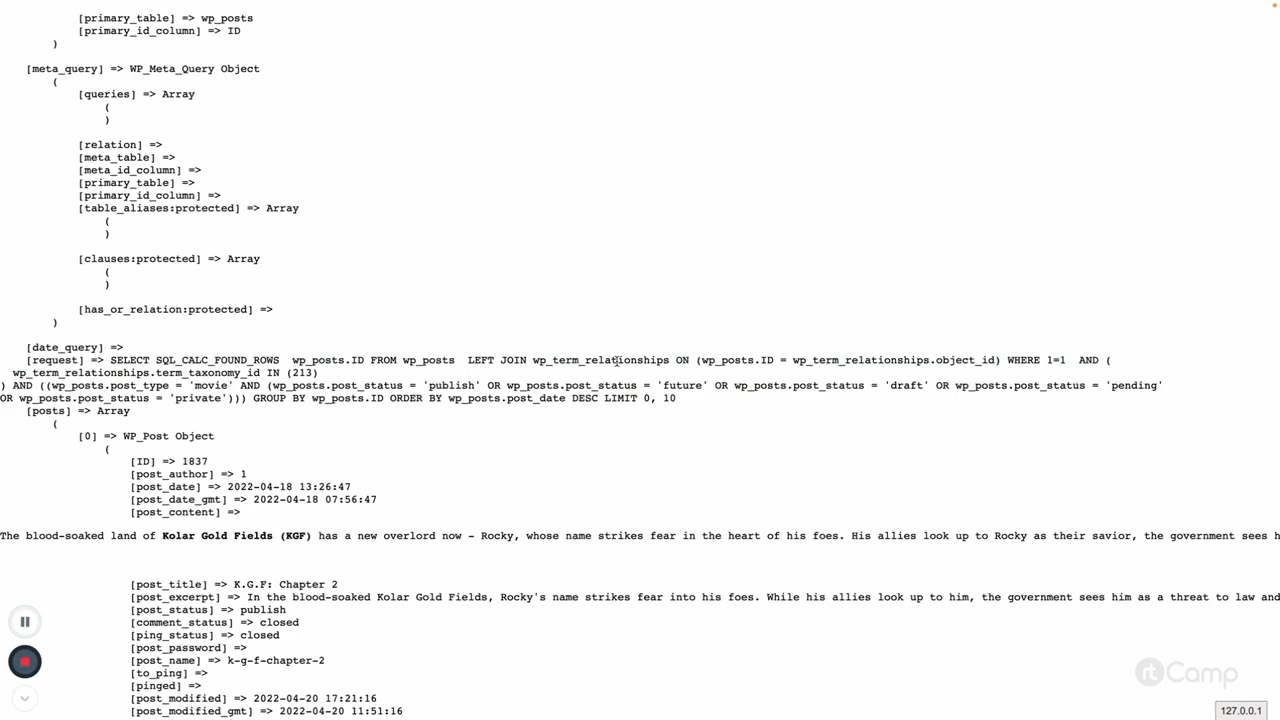 [primary_table] => wp_posts
[primary_id_column] => ID
)
[meta_query] => WP_Meta_Query Object
(
[queries] => Array
(
)
[relation] =>
[meta_table] =>
[meta_id_column] =>
[primary_table] =>
[primary_id_column] =>
[table_aliases:protected] => Array
(
)
[clauses:protected] => Array
(
)
[has_or_relation:protected] =>
)
[date_query] =>
[request] => SELECT SQL_CALC_FOUND_ROWS  wp_posts.ID FROM wp_posts  LEFT JOIN wp_term_relationships ON (wp_posts.ID = wp_term_relationships.object_id) WHERE 1=1  AND (
wp_term_relationships.term_taxonomy_id IN (213)
) AND ((wp_posts.post_type = 'movie' AND (wp_posts.post_status = 'publish' OR wp_posts.post_status = 'future' OR wp_posts.post_status = 'draft' OR wp_posts.post_status = 'pending'
OR wp_posts.post_status = 'private'))) GROUP BY wp_posts.ID ORDER BY wp_posts.post_date DESC LIMIT 0, 10
[posts] => Array
(
[0] => WP_Post Object
(
[ID] => 1837
[post_author] => 1
[post_date] => 2022-04-18 13:26:47
[post_date_gmt] => 2022-04-18 07:56:47
[post_content] =>
The blood-soaked land of Kolar Gold Fields (KGF) has a new overlord now - Rocky, whose name strikes fear in the heart of his foes. His allies look up to Rocky as their savior, the government sees h
[post_title] => K.G.F: Chapter 2
[post_excerpt] => In the blood-soaked Kolar Gold Fields, Rocky's name strikes fear into his foes. While his allies look up to him, the government sees him as a threat to law and
[post_status] => publish
[comment_status] => closed
[ping_status] => closed
[post_password] =>
[post_name] => k-g-f-chapter-2
[to_ping] =>
[pinged] =>
[post_modified] => 2022-04-20 17:21:16
[post_modified_gmt] => 2022-04-20 11:51:16
rtCamp
127.0.0.1